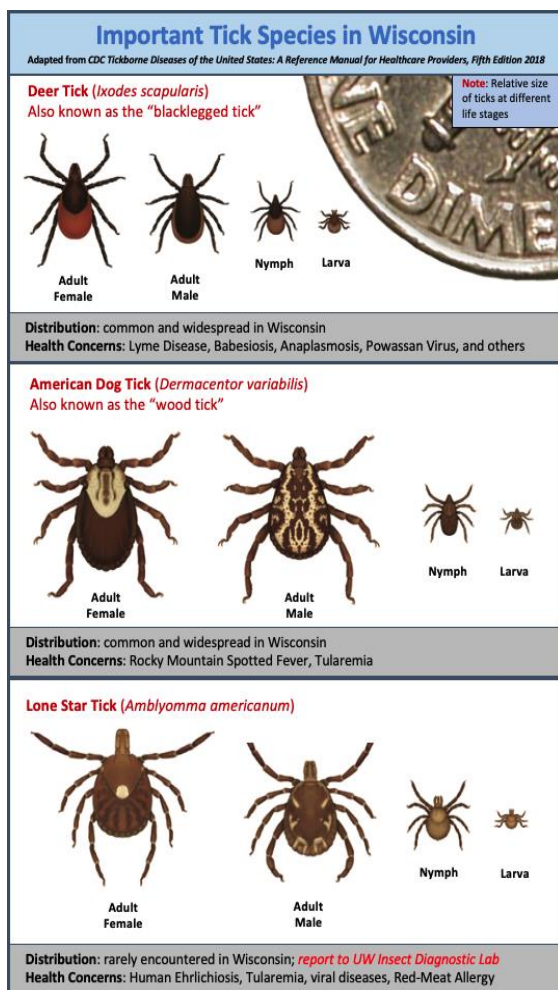 Important Tick Species in Wisconsin
Adapted from CDC Tickborne Diseases of the United States: A Reference Manual for Healthcare Providers, Fifth Edition 2018
Deer Tick (Ixodes scapularis)
Also known as the “blacklegged tick”
Note: Relative size
of ticks at different
life stages
NE DIME
Adult
Female
Adult
Male
Nymph
Larva
Distribution: common and widespread in Wisconsin
Health Concerns: Lyme Disease, Babesiosis, Anaplasmosis, Powassan Virus, and others
American Dog Tick (Dermacentor variabilis)
Also known as the “wood tick”
Adult
Female
Adult
Male
Nymph
Larva
Distribution: common and widespread in Wisconsin
Health Concerns: Rocky Mountain Spotted Fever, Tularemia
Lone Star Tick (Amblyomma americanum)
Adult
Female
Adult
Male
Nymph
Larva
Distribution: rarely encountered in Wisconsin; report to UW Insect Diagnostic Lab
Health Concerns: Human Ehrlichiosis, Tularemia, viral diseases, Red-Meat Allergy